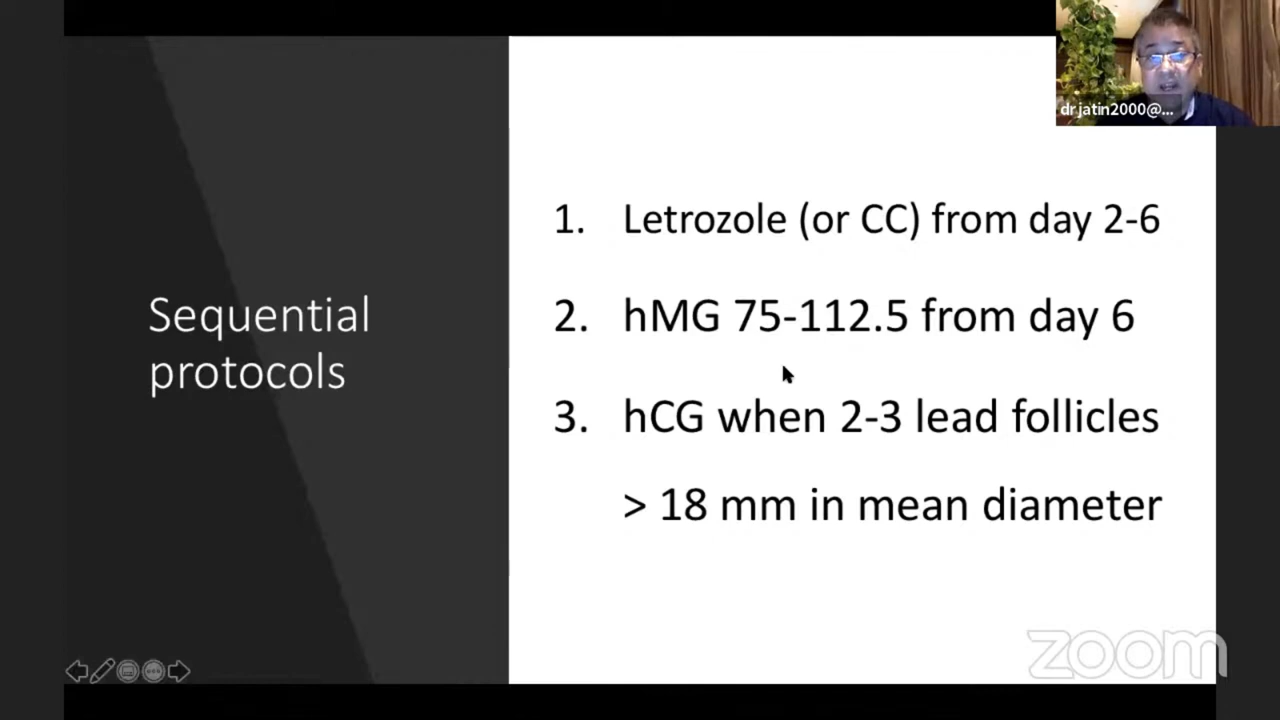 dr.jatin2000@...
Sequential
protocols
1. Letrozole (or CC) from day 2-6
2. hMG 75-112.5 from day 6
3. hCG when 2-3 lead follicles
> 18 mm in mean diameter
zoom